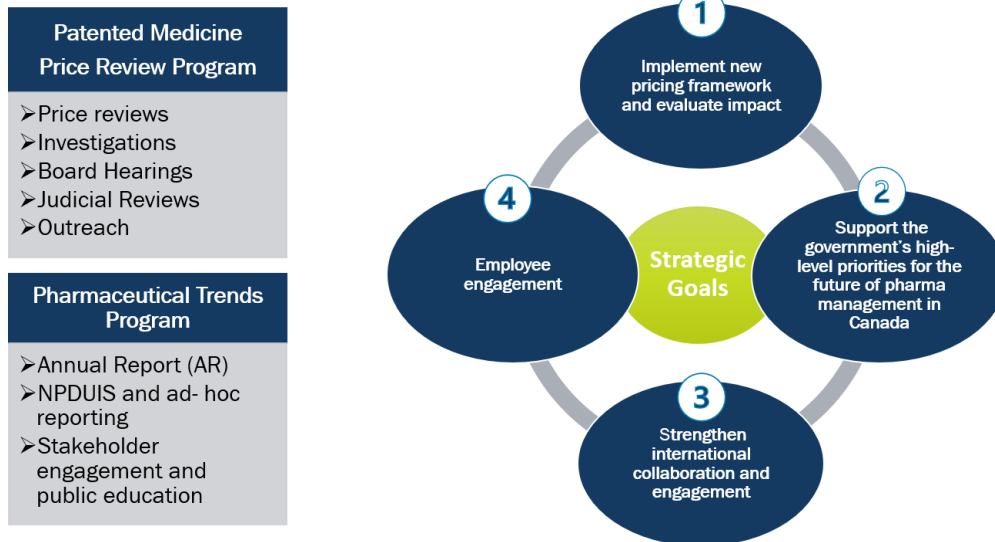 Patented Medicine
Price Review Program
➢Price reviews
➢Investigations
➢Board Hearings
➢Judicial Reviews
➢Outreach
Pharmaceutical Trends
Program
➢Annual Report (AR)
➢NPDUIS and ad- hoc
reporting
➢Stakeholder
engagement and
public education
1
Implement new
pricing framework
and evaluate impact
2
Support the
government's high-
level priorities for the
future of pharma
management in
Canada
3
Strengthen
international
collaboration and
engagement
4
Employee
engagement
Strategic
Goals